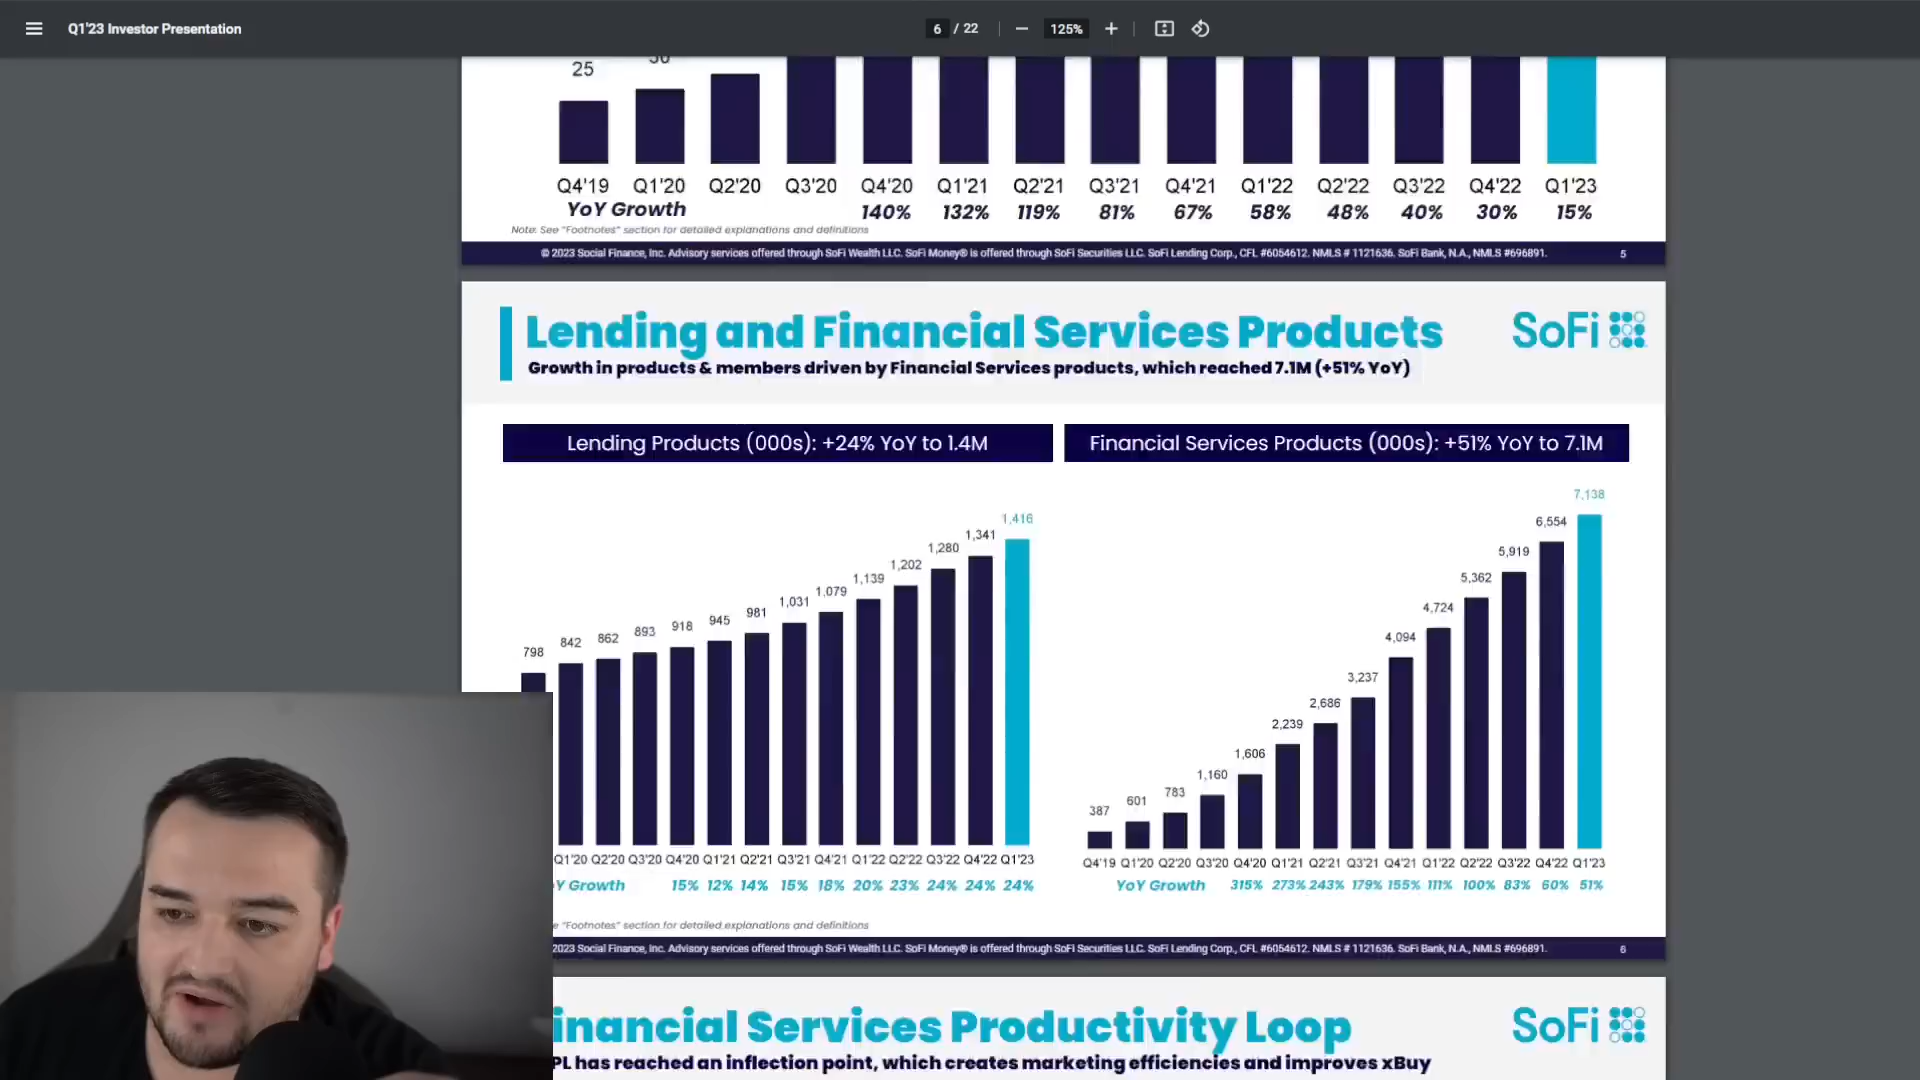 Q1'23 Investor Presentation
6 / 22
125%
25
Q4'19 Q1'20 Q2'20 Q3'20 Q4'20 Q1'21 Q2'21 Q3'21 Q4'21 Q1'22 Q2'22 Q3'22 Q4'22 Q1'23
YoY Growth 140% 132% 119% 81% 67% 58% 48% 40% 30% 15%
Note: See "Footnotes" section for detailed explanations and definitions
© 2023 Social Finance, Inc. Advisory services offered through SoFi Wealth LLC. SoFi Money® is offered through SoFi Securities LLC. SoFi Lending Corp., CFL #6054612. NMLS # 1121636. SoFi Bank, N.A., NMLS #696891. 5
Lending and Financial Services Products
SoFi
Growth in products & members driven by Financial Services products, which reached 7.1M (+51% YoY)
Lending Products (000s): +24% YoY to 1.4M
798 842 862 893 918 945 981 1,031 1,079 1,139 1,202 1,280 1,341 1,416
Q1'20 Q2'20 Q3'20 Q4'20 Q1'21 Q2'21 Q3'21 Q4'21 Q1'22 Q2'22 Q3'22 Q4'22 Q1'23
Y Growth 15% 12% 14% 15% 18% 20% 23% 24% 24% 24%
Financial Services Products (000s): +51% YoY to 7.1M
387 601 783 1,160 1,606 2,239 2,686 3,237 4,094 4,724 5,362 5,919 6,554 7,138
Q4'19 Q1'20 Q2'20 Q3'20 Q4'20 Q1'21 Q2'21 Q3'21 Q4'21 Q1'22 Q2'22 Q3'22 Q4'22 Q1'23
YoY Growth 315% 273% 243% 179% 155% 111% 100% 83% 60% 51%
e "Footnotes" section for detailed explanations and definitions
2023 Social Finance, Inc. Advisory services offered through SoFi Wealth LLC. SoFi Money® is offered through SoFi Securities LLC. SoFi Lending Corp., CFL #6054612. NMLS # 1121636. SoFi Bank, N.A., NMLS #696891. 6
inancial Services Productivity Loop
SoFi
PL has reached an inflection point, which creates marketing efficiencies and improves xBuy